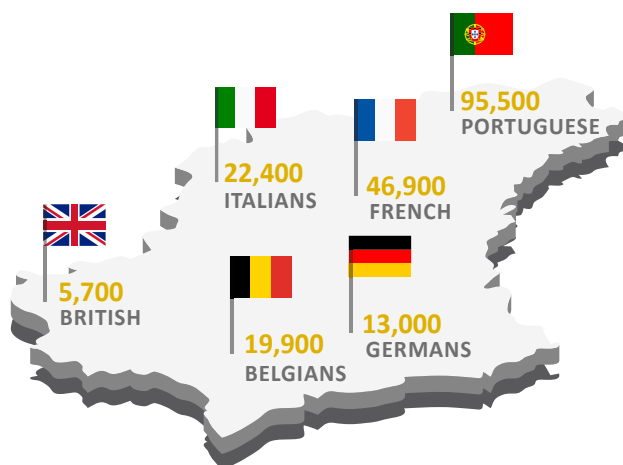 95,500
PORTUGUESE
22,400
ITALIANS
46,900
FRENCH
5,700
BRITISH
19,900
BELGIANS
13,000
GERMANS